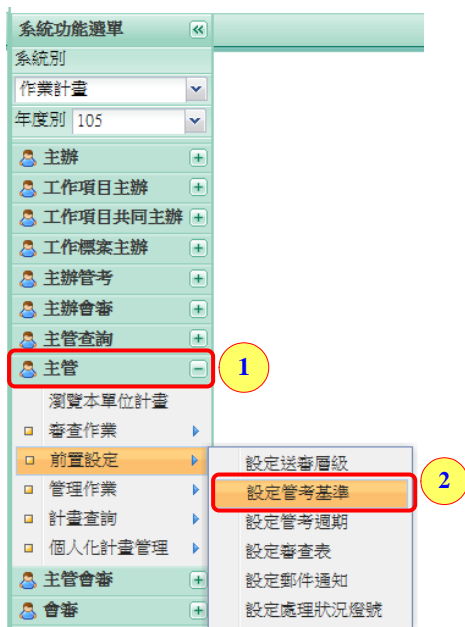 系統功能選單
系統別
作業計畫
年度別 105
主辦
工作項目主辦
工作項目共同主辦
工作標案主辦
主辦管考
主辦會審
主管查詢
主管
1
瀏覽本單位計畫
審查作業
前置設定
管理作業
計畫查詢
個人化計畫管理
設定送審層級
設定管考基準
2
設定管考週期
設定審查表
設定郵件通知
設定處理狀況燈號
主管會審
會審